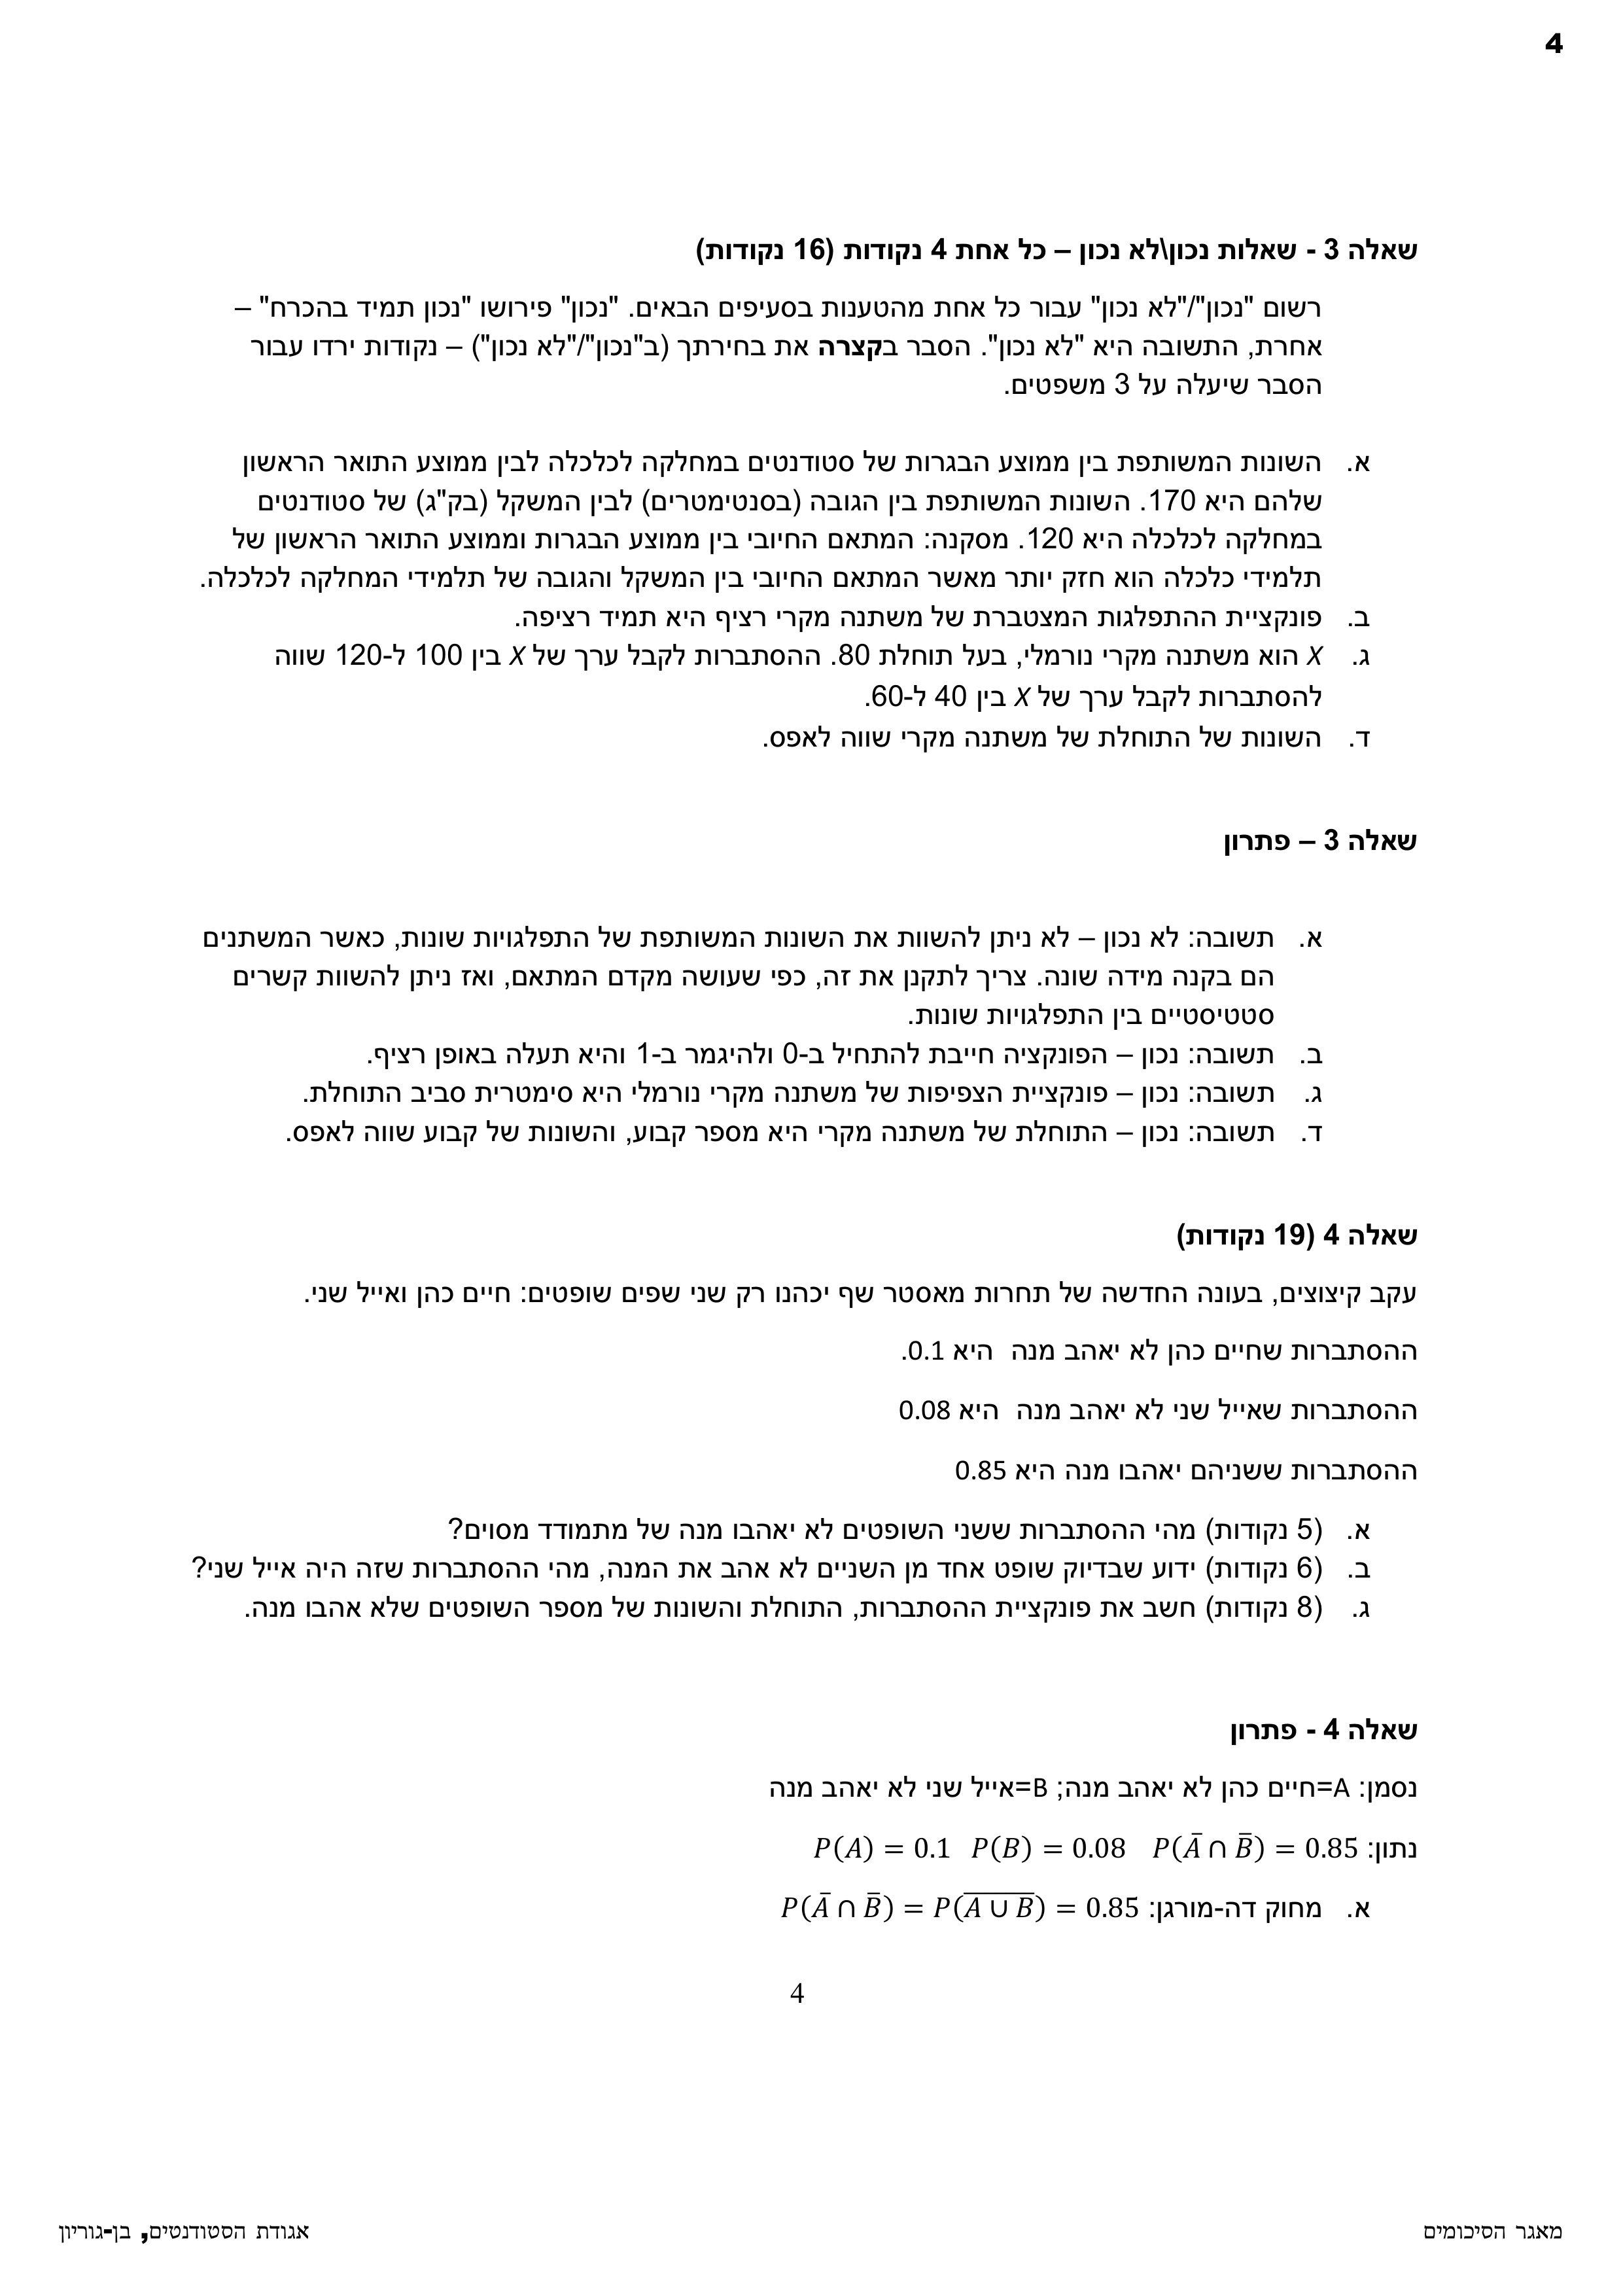 4
שאלה 3 - שאלות נכון\לא נכון – כל אחת 4 נקודות (16 נקודות)
רשום "נכון"/"לא נכון" עבור כל אחת מהטענות בסעיפים הבאים. "נכון" פירושו "נכון תמיד בהכרח" –
אחרת, התשובה היא "לא נכון". הסבר בקצרה את בחירתך (ב"נכון"/"לא נכון") – נקודות ירדו עבור
הסבר שיעלה על 3 משפטים.
א. השונות המשותפת בין ממוצע הבגרות של סטודנטים במחלקה לכלכלה לבין ממוצע התואר הראשון
שלהם היא 170. השונות המשותפת בין הגובה (בסנטימטרים) לבין המשקל (בק"ג) של סטודנטים
במחלקה לכלכלה היא 120. מסקנה: המתאם החיובי בין ממוצע הבגרות וממוצע התואר הראשון של
תלמידי כלכלה הוא חזק יותר מאשר המתאם החיובי בין המשקל והגובה של תלמידי המחלקה לכלכלה.
ב. פונקציית ההתפלגות המצטברת של משתנה מקרי רציף היא תמיד רציפה.
ג. X הוא משתנה מקרי נורמלי, בעל תוחלת 80. ההסתברות לקבל ערך של X בין 100 ל-120 שווה
להסתברות לקבל ערך של X בין 40 ל-60.
ד. השונות של התוחלת של משתנה מקרי שווה לאפס.
שאלה 3 – פתרון
א. תשובה: לא נכון – לא ניתן להשוות את השונות המשותפת של התפלגויות שונות, כאשר המשתנים
הם בקנה מידה שונה. צריך לתקנן את זה, כפי שעושה מקדם המתאם, ואז ניתן להשוות קשרים
סטטיסטיים בין התפלגויות שונות.
ב. תשובה: נכון – הפונקציה חייבת להתחיל ב-0 ולהיגמר ב-1 והיא תעלה באופן רציף.
ג. תשובה: נכון – פונקציית הצפיפות של משתנה מקרי נורמלי היא סימטרית סביב התוחלת.
ד. תשובה: נכון – התוחלת של משתנה מקרי היא מספר קבוע, והשונות של קבוע שווה לאפס.
שאלה 4 (19 נקודות)
עקב קיצוצים, בעונה החדשה של תחרות מאסטר שף יכהנו רק שני שפים שופטים: חיים כהן ואייל שני.
ההסתברות שחיים כהן לא יאהב מנה היא 0.1.
ההסתברות שאייל שני לא יאהב מנה היא 0.08
ההסתברות ששניהם יאהבו מנה היא 0.85
א. (5 נקודות) מהי ההסתברות ששני השופטים לא יאהבו מנה של מתמודד מסוים?
ב. (6 נקודות) ידוע שבדיוק שופט אחד מן השניים לא אהב את המנה, מהי ההסתברות שזה היה אייל שני?
ג. (8 נקודות) חשב את פונקציית ההסתברות, התוחלת והשונות של מספר השופטים שלא אהבו מנה.
שאלה 4 - פתרון
נסמן: A=חיים כהן לא יאהב מנה; B=אייל שני לא יאהב מנה
נתון: P(A) = 0.1 P(B) = 0.08 P(Ā ∩ B̄) = 0.85
א. מחוק דה-מורגן: P(Ā ∩ B̄) = P(\overline{A ∪ B}) = 0.85
4
מאגר הסיכומים אגודת הסטודנטים, בן-גוריון